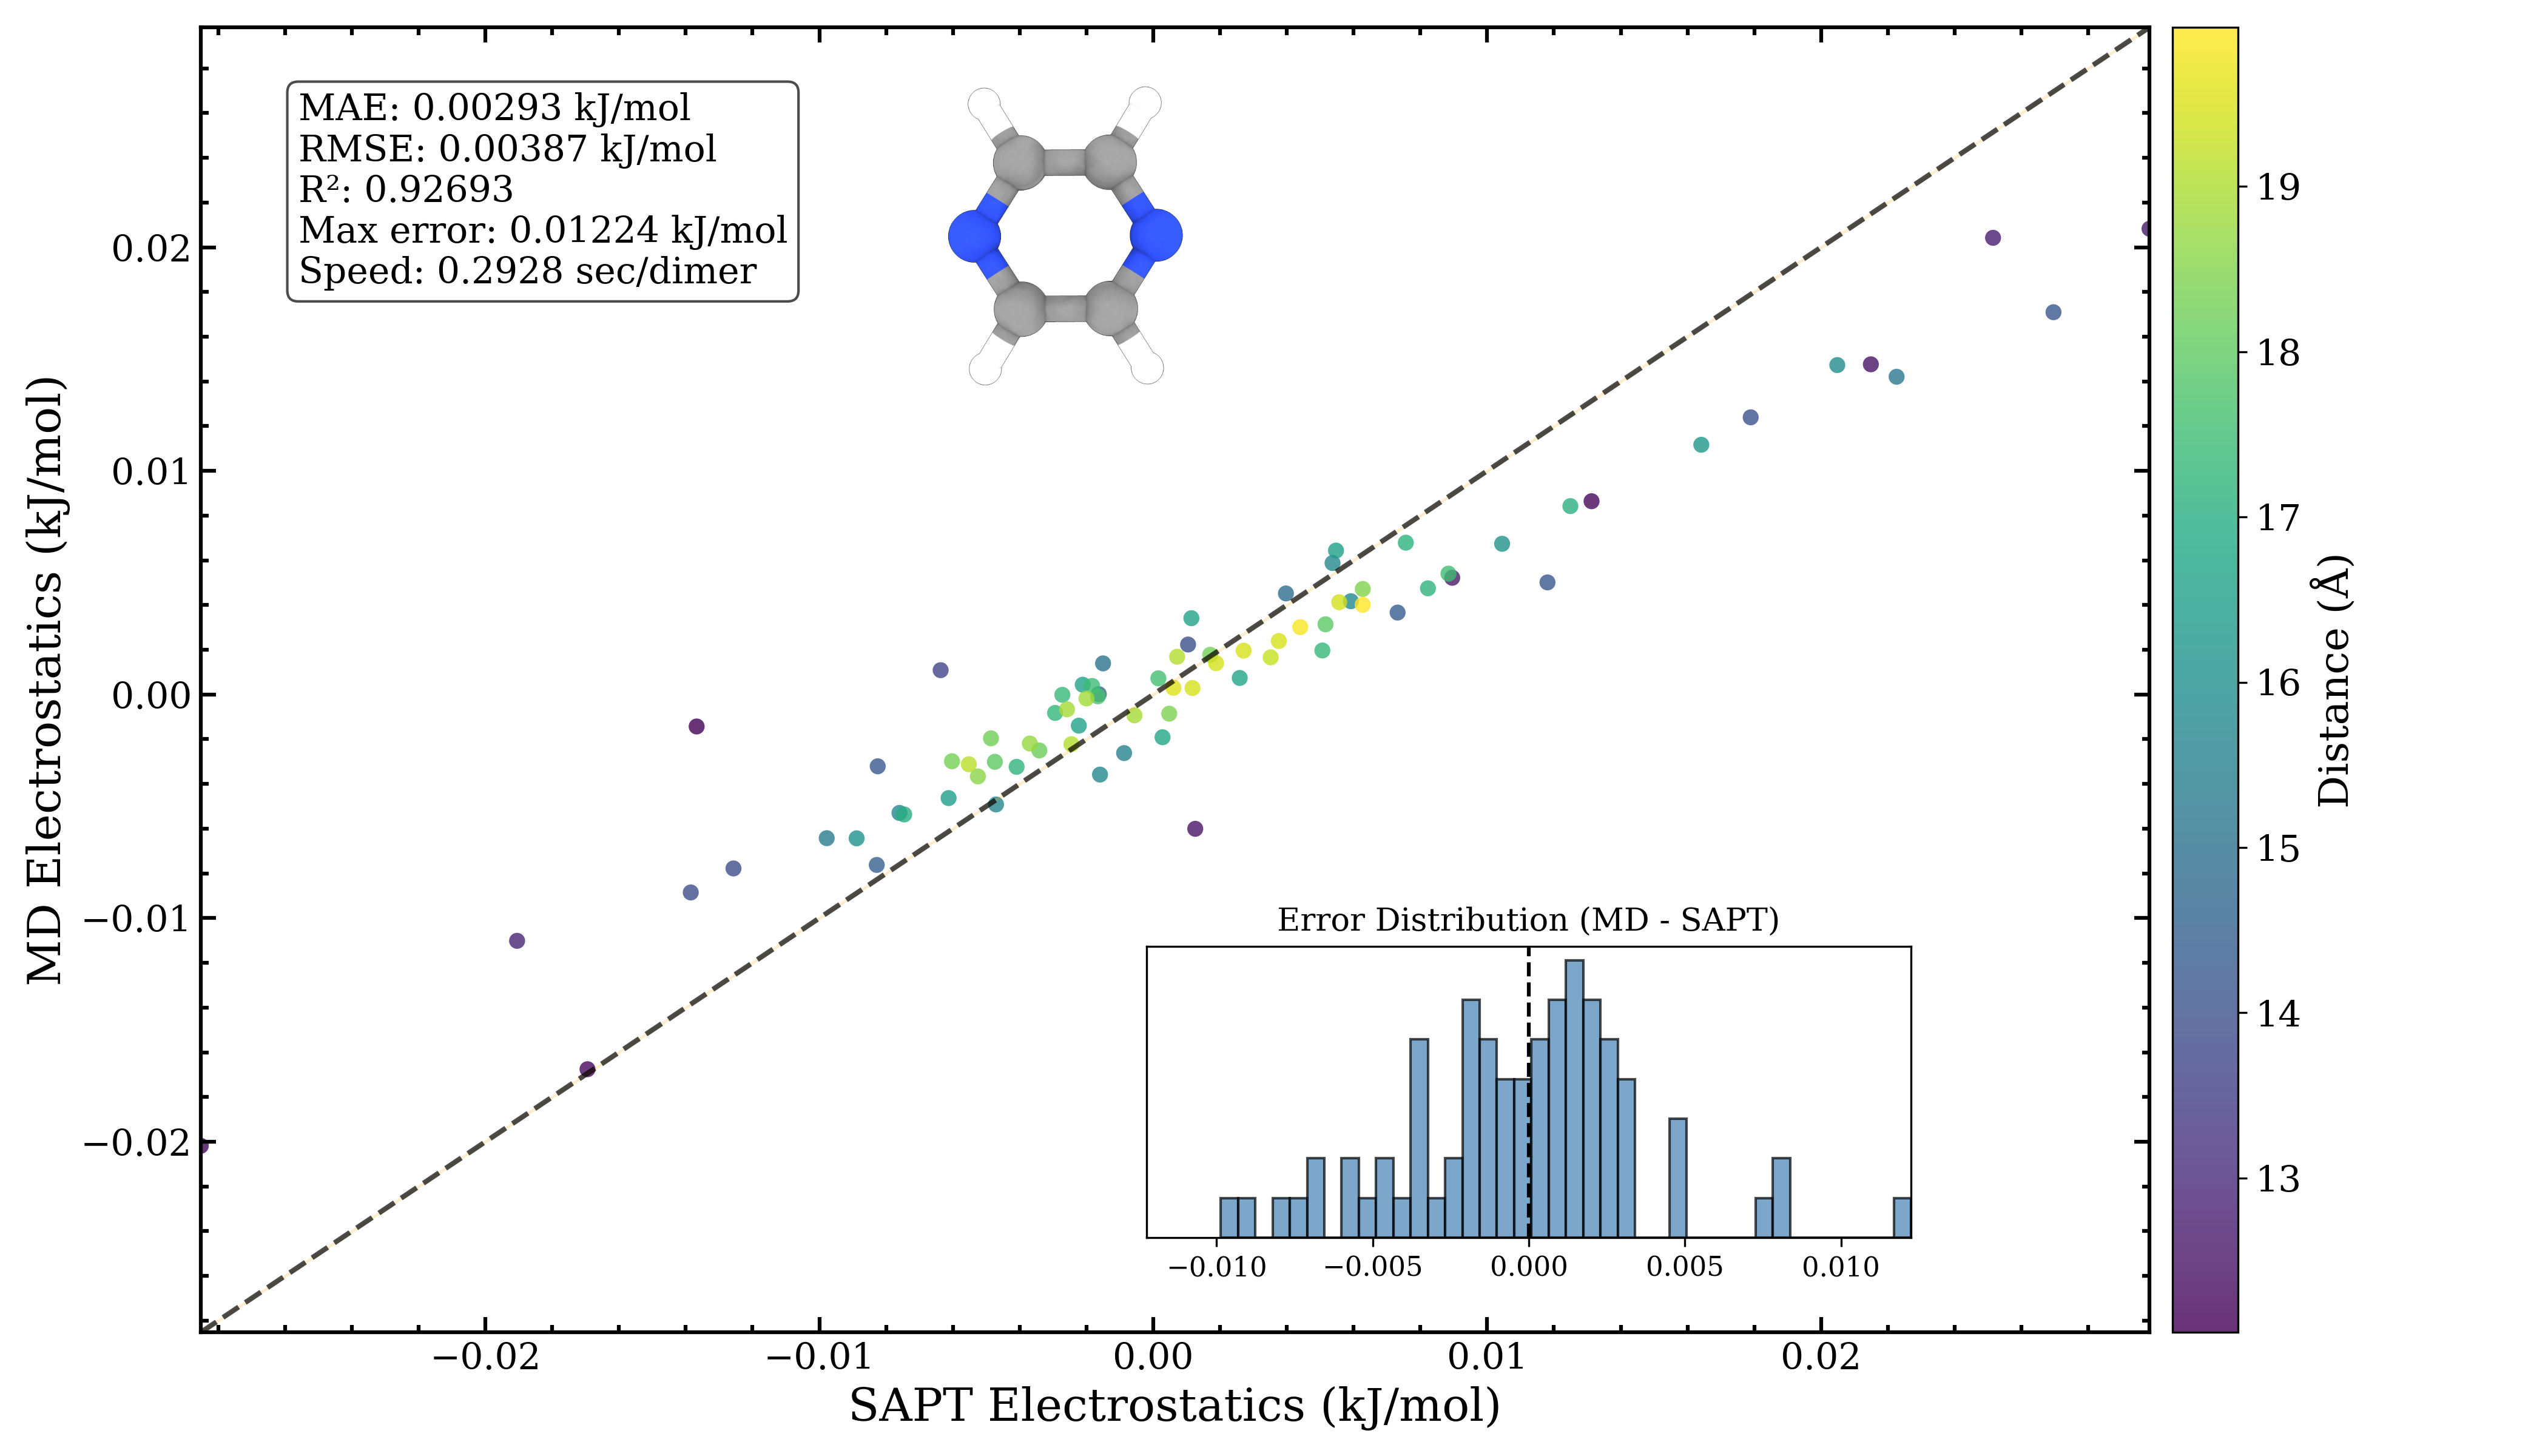 MAE: 0.00293 kJ/mol
RMSE: 0.00387 kJ/mol
R²: 0.92693
Max error: 0.01224 kJ/mol
Speed: 0.2928 sec/dimer
MD Electrostatics (kJ/mol)
0.02
0.01
0.00
−0.01
−0.02
Error Distribution (MD - SAPT)
−0.010 −0.005 0.000 0.005 0.010
−0.02 −0.01 0.00 0.01 0.02
SAPT Electrostatics (kJ/mol)
19
18
17
16
15
14
13
Distance (Å)